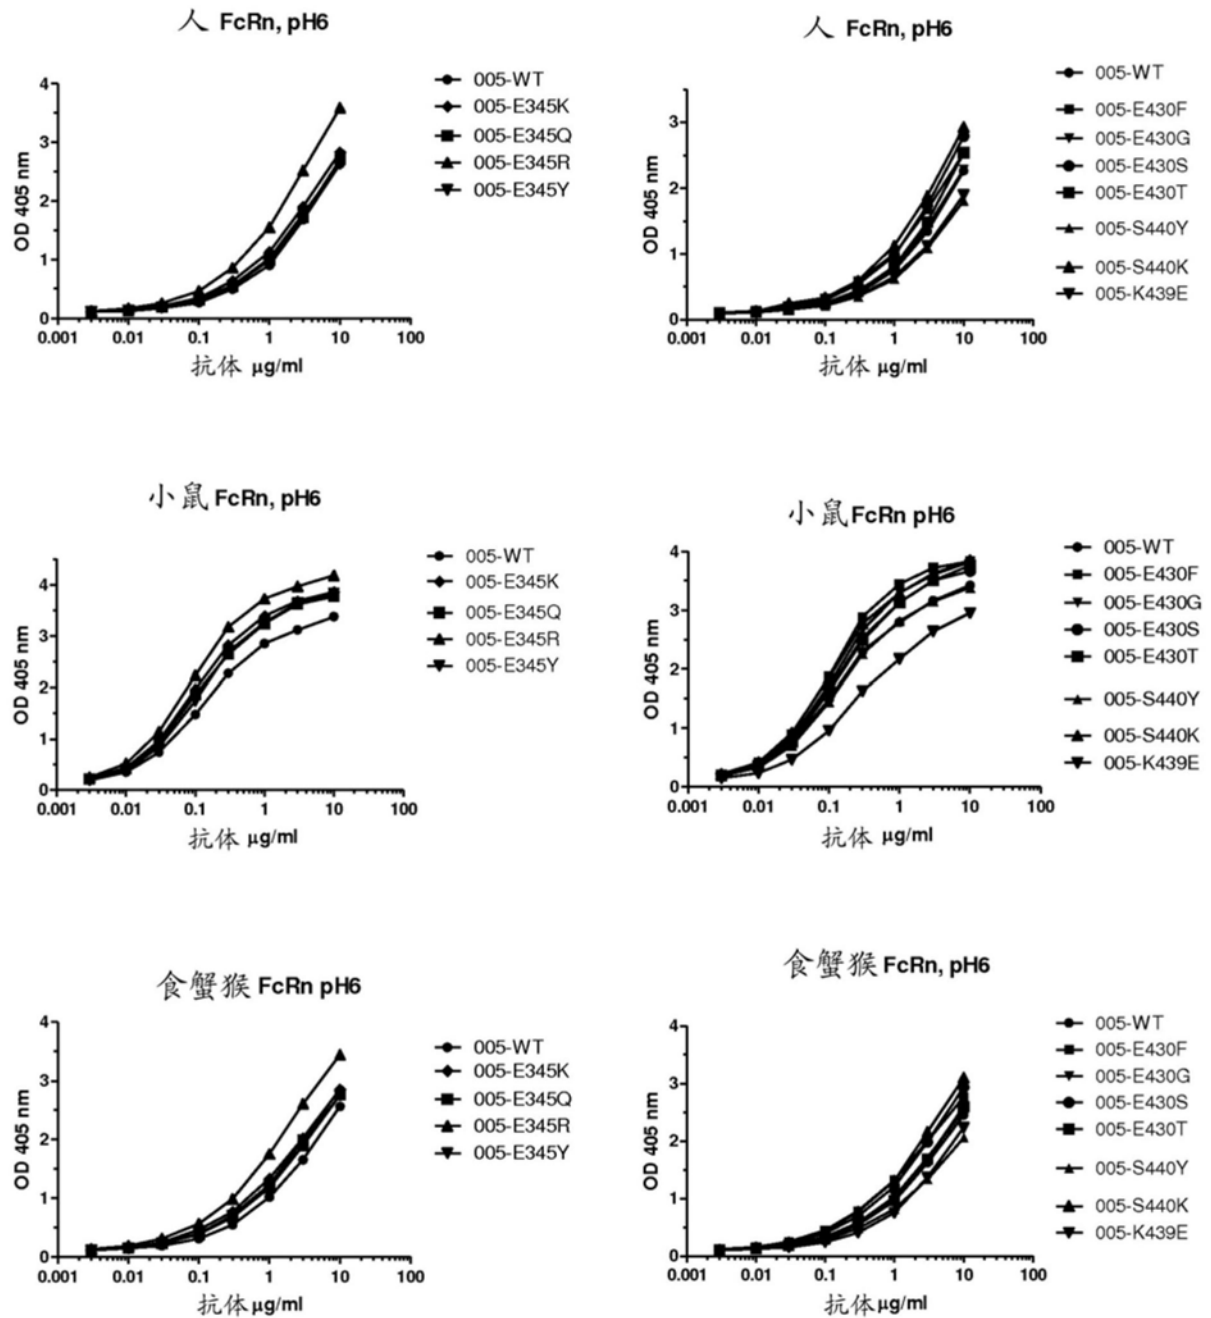 人 FcRn, pH6
4
3
2
1
0
OD 405 nm
0.001 0.01 0.1 1 10 100
抗体 μg/ml
005-WT
005-E345K
005-E345Q
005-E345R
005-E345Y
人 FcRn, pH6
3
2
1
0
OD 405 nm
0.001 0.01 0.1 1 10 100
抗体 μg/ml
005-WT
005-E430F
005-E430G
005-E430S
005-E430T
005-S440Y
005-S440K
005-K439E
小鼠 FcRn, pH6
4
3
2
1
0
OD 405 nm
0.001 0.01 0.1 1 10 100
抗体 μg/ml
005-WT
005-E345K
005-E345Q
005-E345R
005-E345Y
小鼠 FcRn pH6
4
3
2
1
0
OD 405 nm
0.001 0.01 0.1 1 10 100
抗体 μg/ml
005-WT
005-E430F
005-E430G
005-E430S
005-E430T
005-S440Y
005-S440K
005-K439E
食蟹猴 FcRn pH6
4
3
2
1
0
OD 405 nm
0.001 0.01 0.1 1 10 100
抗体 μg/ml
005-WT
005-E345K
005-E345Q
005-E345R
005-E345Y
食蟹猴 FcRn, pH6
4
3
2
1
0
OD 405 nm
0.001 0.01 0.1 1 10 100
抗体 μg/ml
005-WT
005-E430F
005-E430G
005-E430S
005-E430T
005-S440Y
005-S440K
005-K439E